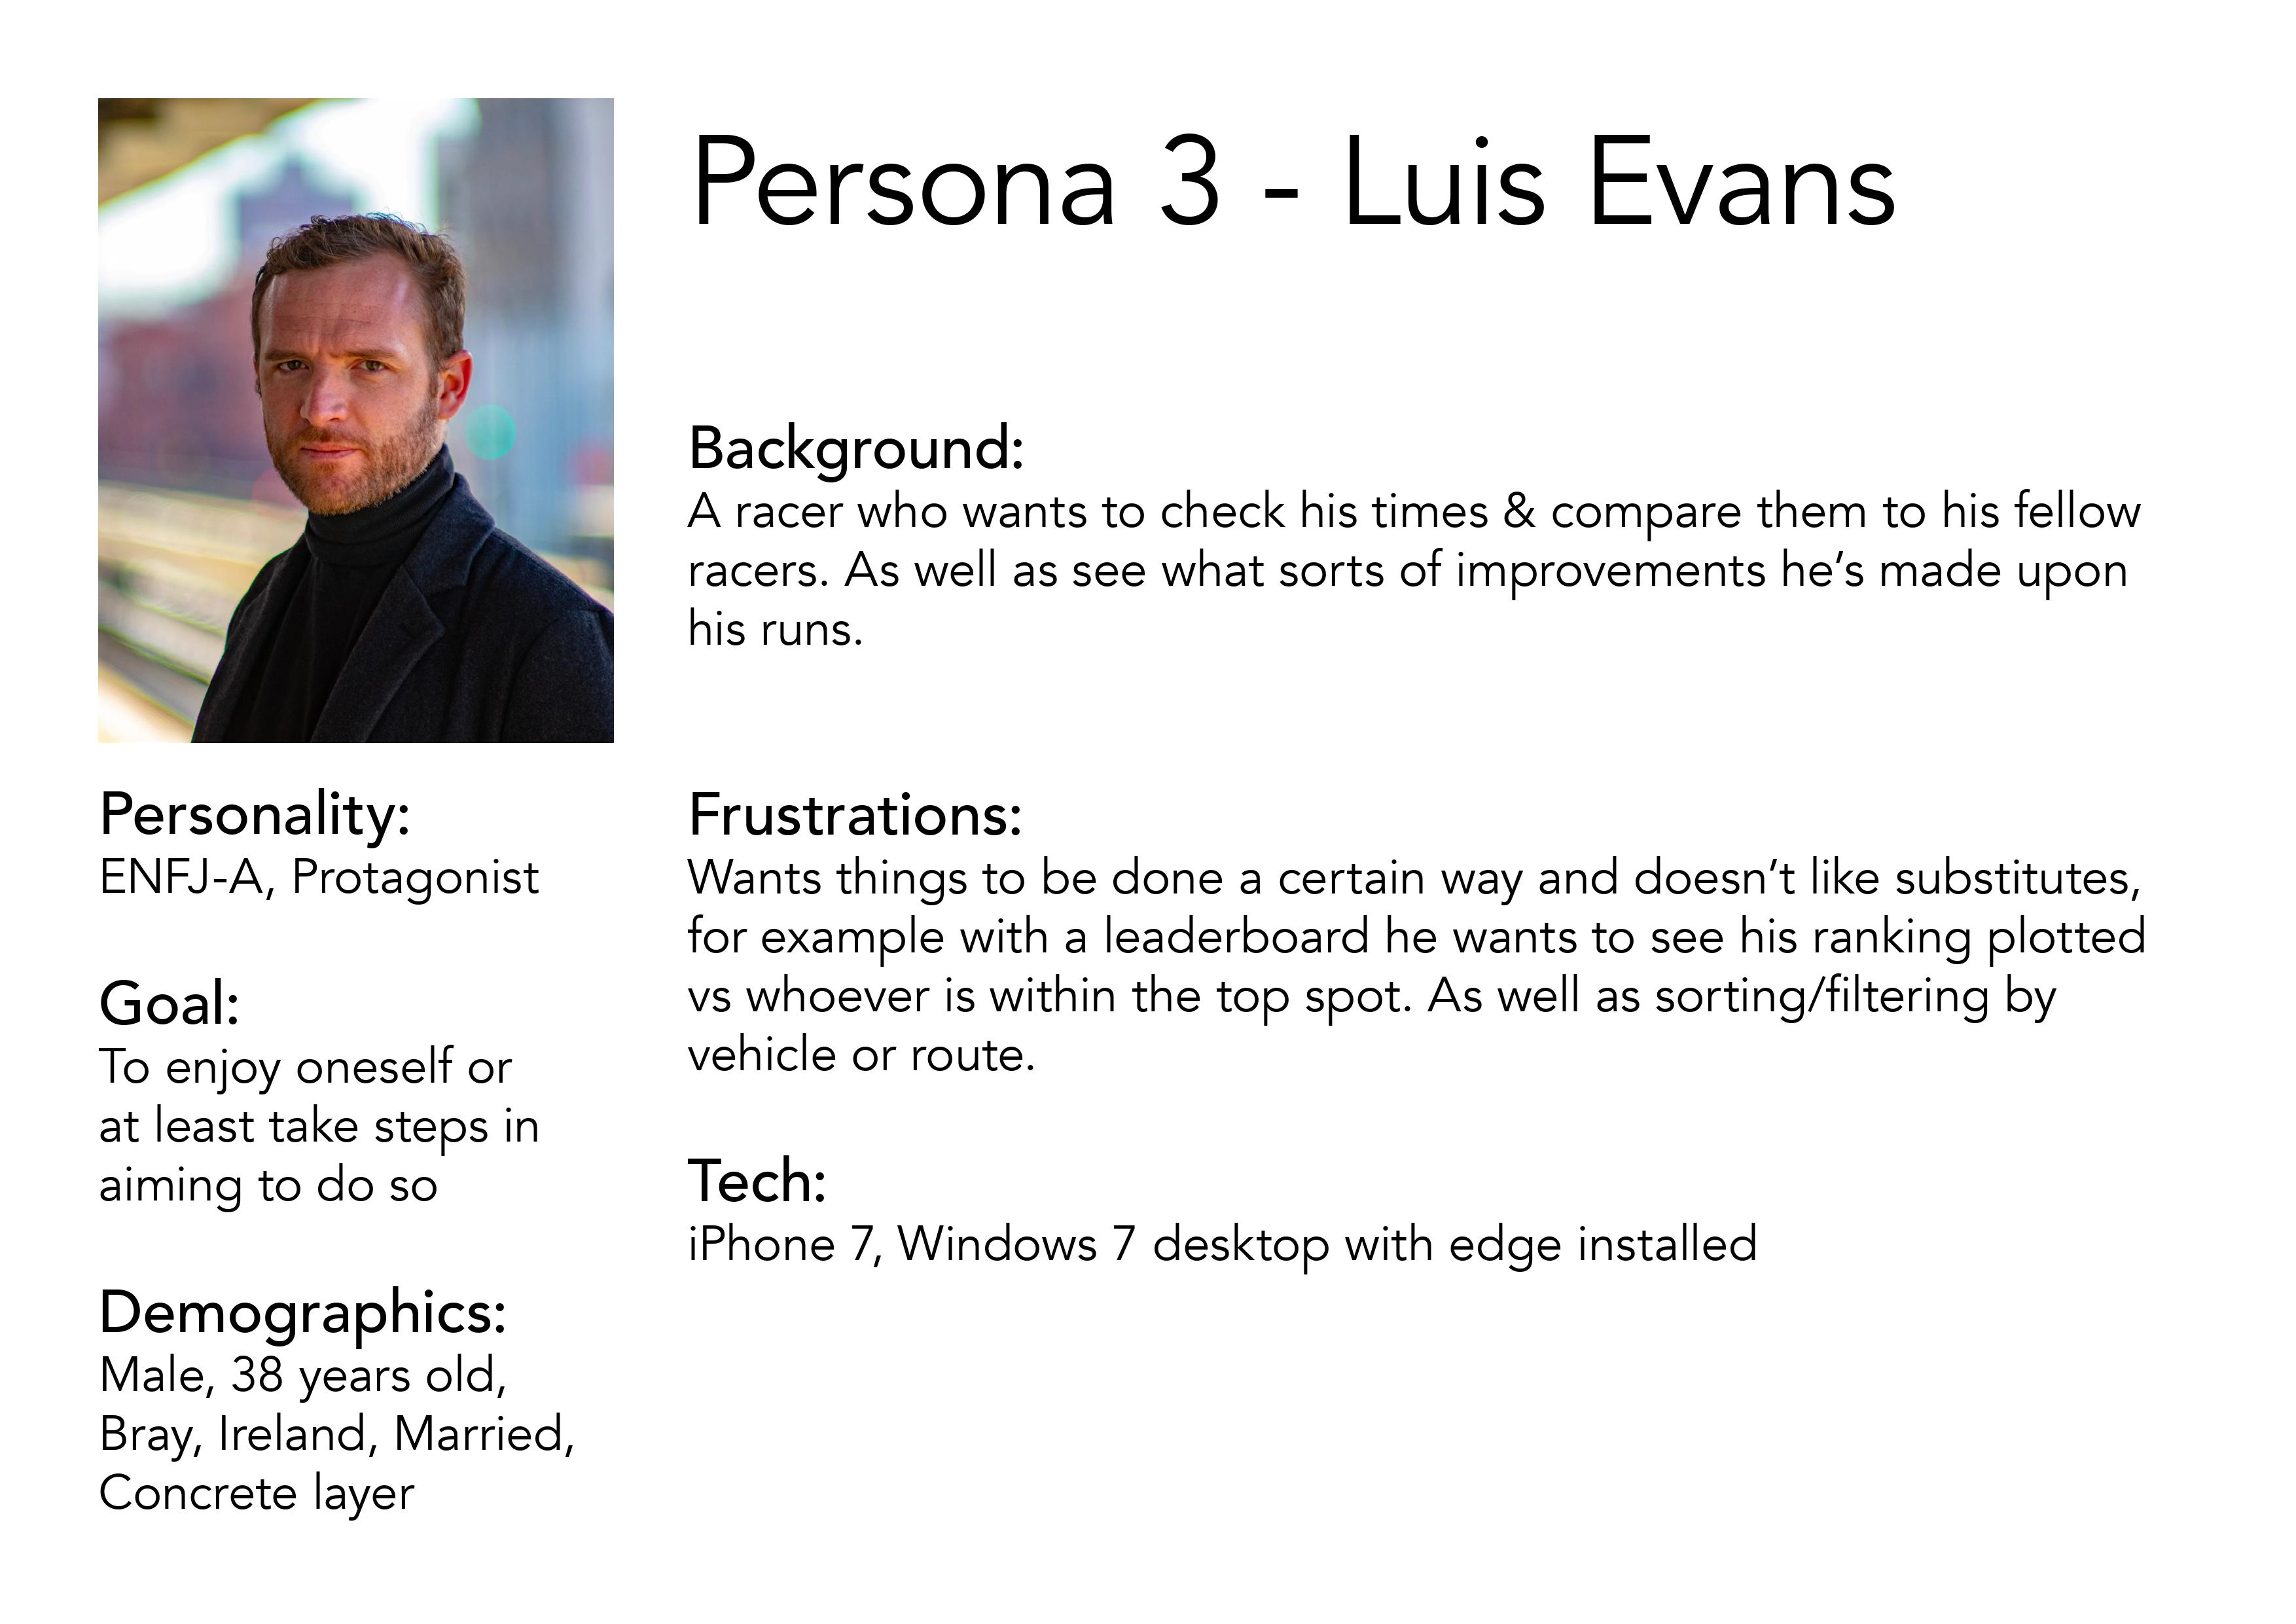 Persona 3 - Luis Evans
Background:
A racer who wants to check his times & compare them to his fellow
racers. As well as see what sorts of improvements he’s made upon
his runs.
Personality:
ENFJ-A, Protagonist
Goal:
To enjoy oneself or
at least take steps in
aiming to do so
Demographics:
Male, 38 years old,
Bray, Ireland, Married,
Concrete layer
Frustrations:
Wants things to be done a certain way and doesn’t like substitutes,
for example with a leaderboard he wants to see his ranking plotted
vs whoever is within the top spot. As well as sorting/filtering by
vehicle or route.
Tech:
iPhone 7, Windows 7 desktop with edge installed